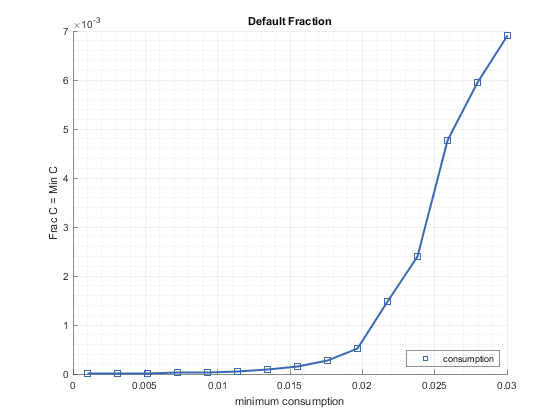 Default Fraction
×10⁻³
7
6
5
4
3
2
1
0
Frac C = Min C
0 0.005 0.01 0.015 0.02 0.025 0.03
minimum consumption
consumption